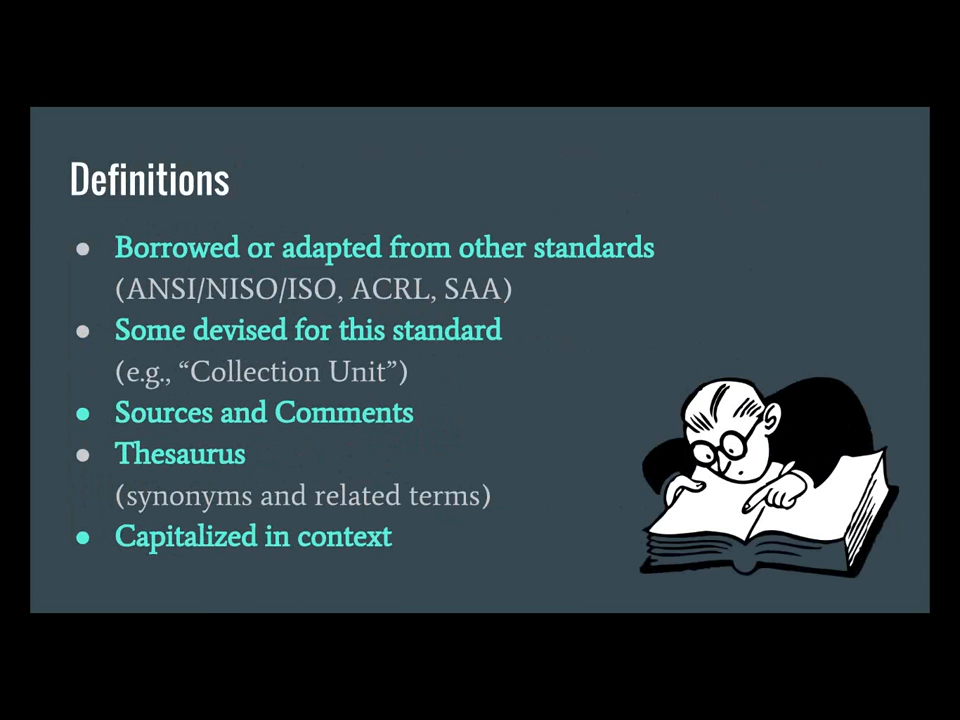 Definitions
● Borrowed or adapted from other standards
(ANSI/NISO/ISO, ACRL, SAA)
● Some devised for this standard
(e.g., “Collection Unit”)
● Sources and Comments
● Thesaurus
(synonyms and related terms)
● Capitalized in context